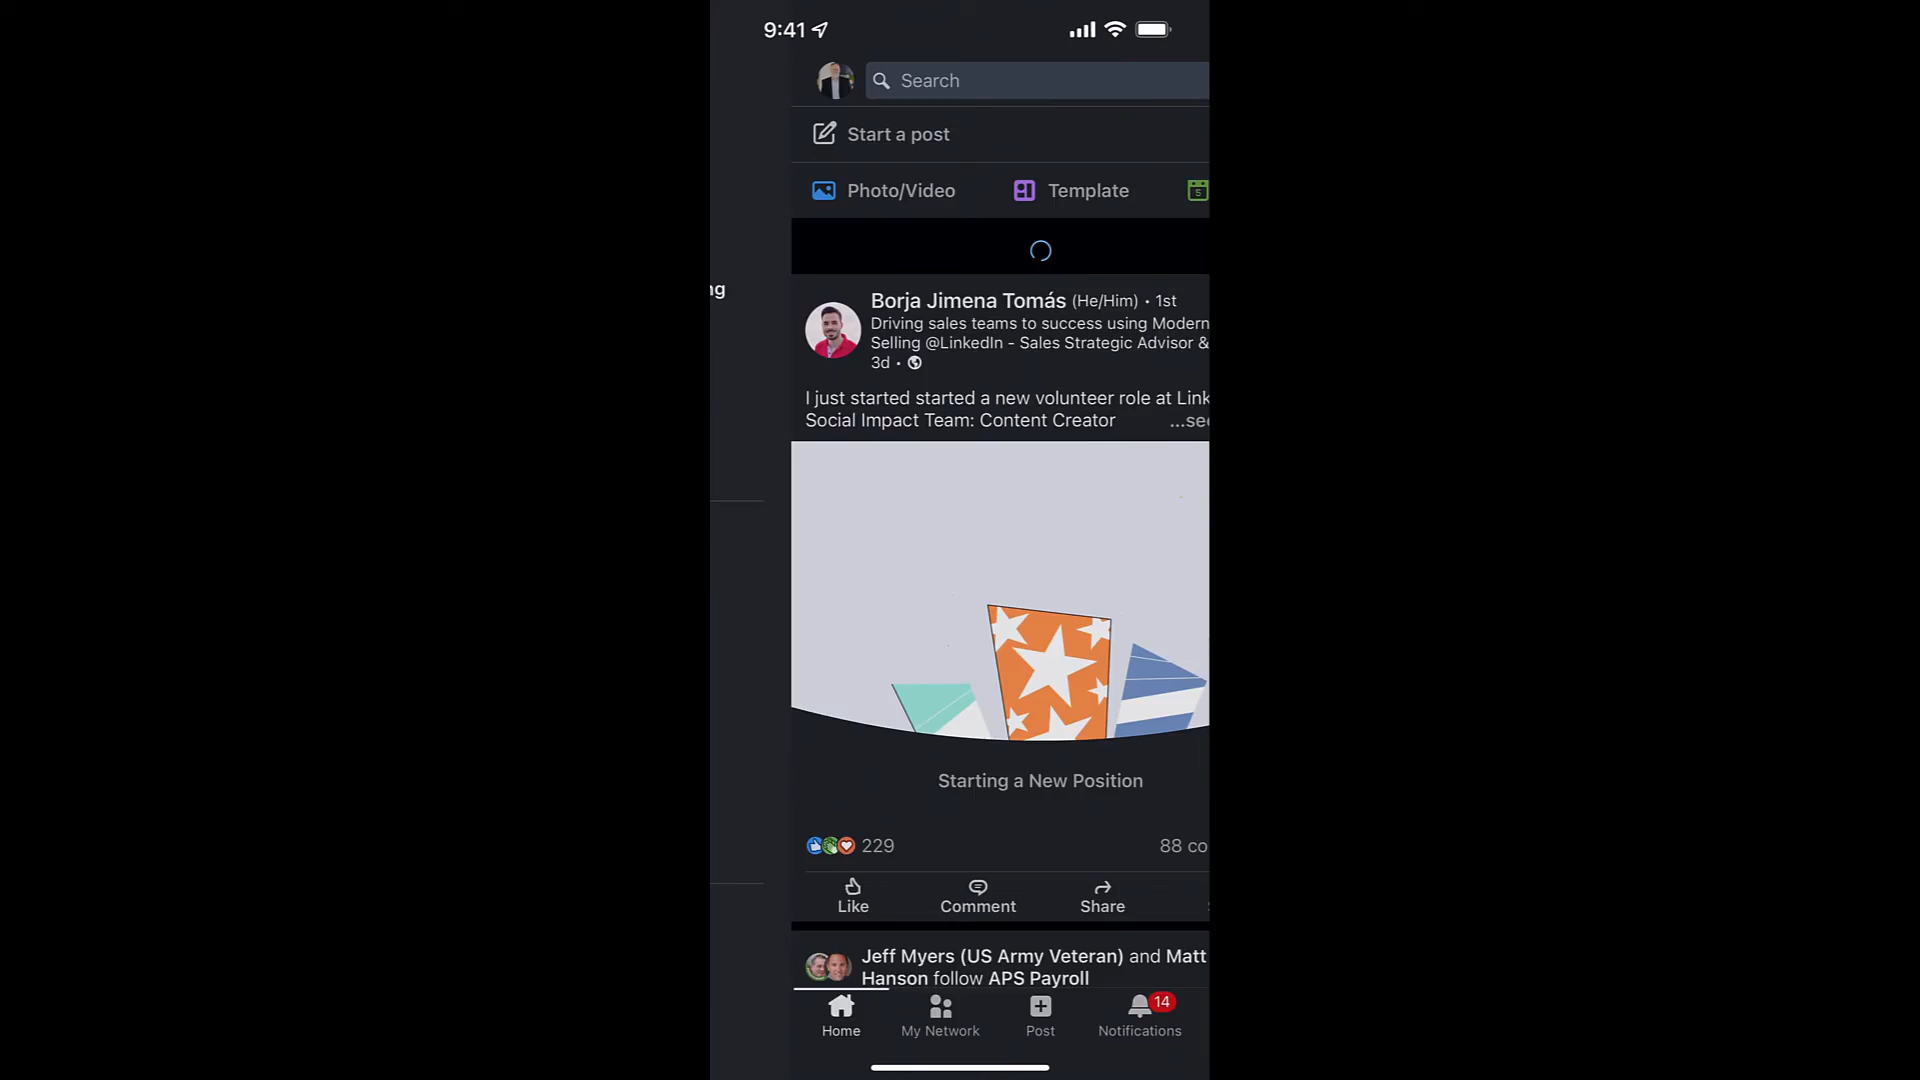 9:41
Search
Start a post
Photo/Video
Template
5
ng
Borja Jimena Tomás (He/Him) • 1st
Driving sales teams to success using Modern
Selling @LinkedIn - Sales Strategic Advisor &
3d •
I just started started a new volunteer role at Link
Social Impact Team: Content Creator
...see
Starting a New Position
229
88 co
Like
Comment
Share
Jeff Myers (US Army Veteran) and Matt
Hanson follow APS Payroll
14
Home
My Network
Post
Notifications